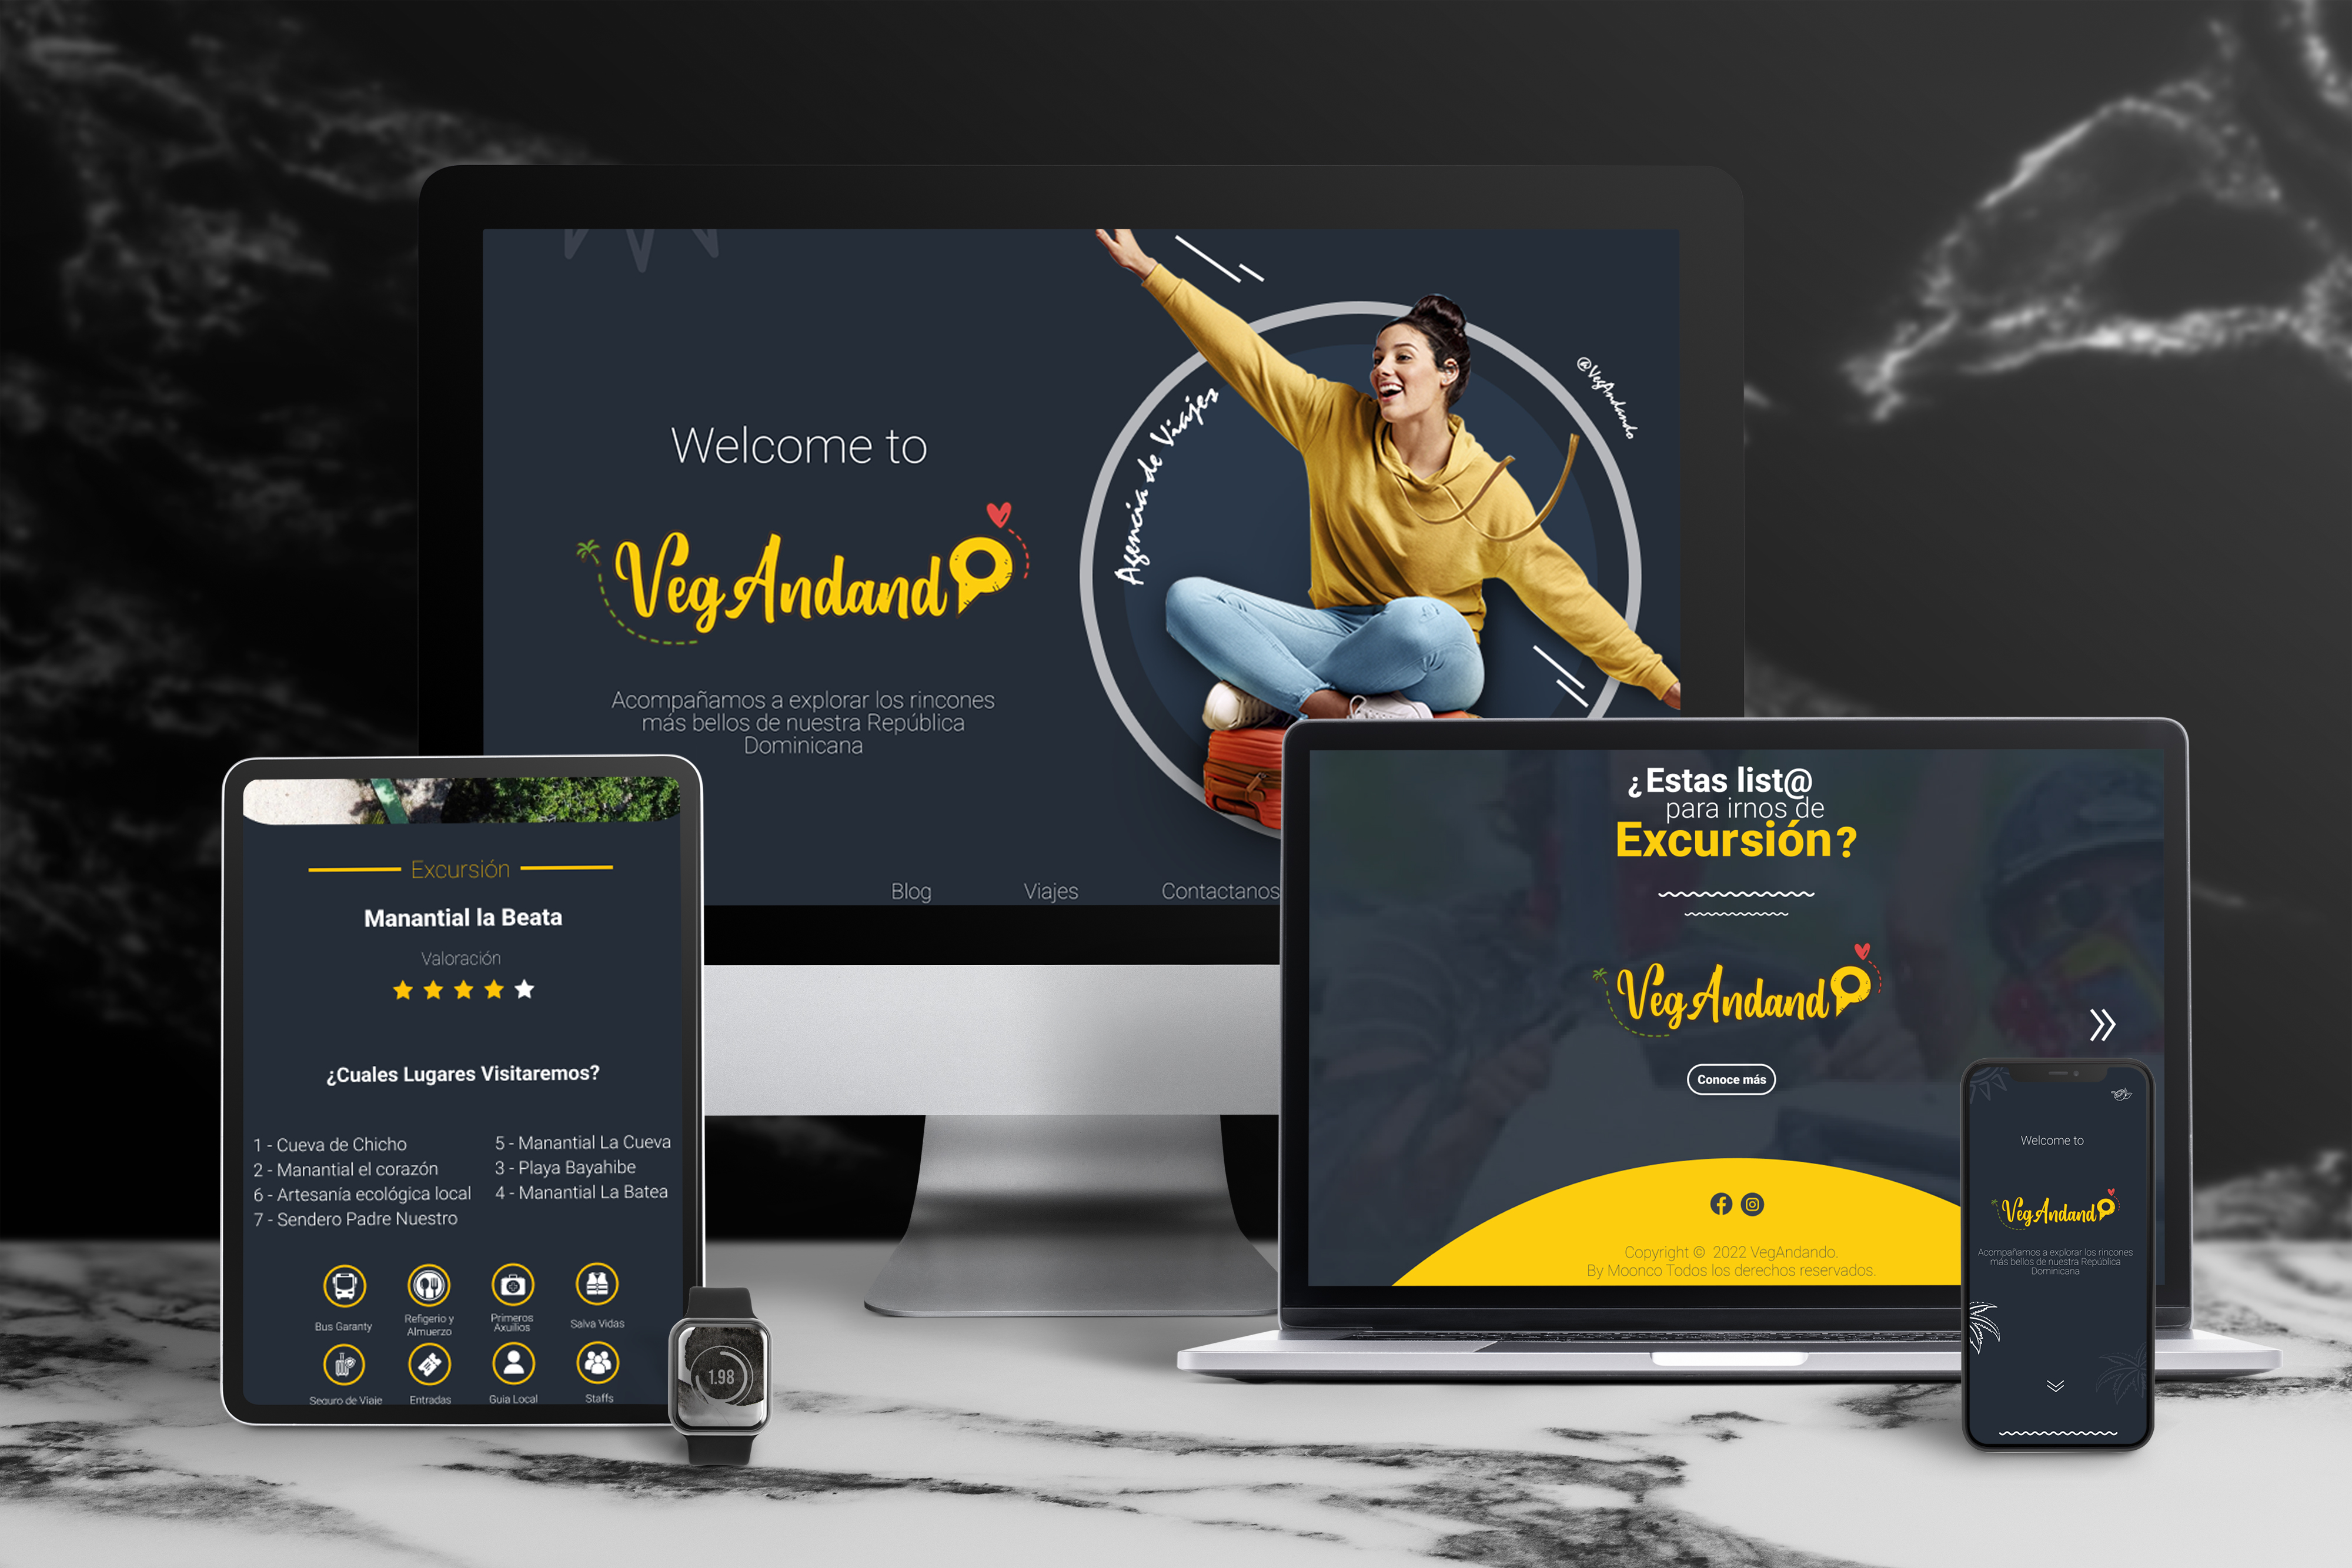 Welcome to
VegAndando
Acompañamos a explorar los rincones
más bellos de nuestra República
Dominicana
Agencia de Viajes
@VegAndando
Blog
Viajes
Contactanos
Excursión
Manantial la Beata
Valoración
¿Cuales Lugares Visitaremos?
1 - Cueva de Chicho
2 - Manantial el corazón
6 - Artesanía ecológica local
7 - Sendero Padre Nuestro
5 - Manantial La Cueva
3 - Playa Bayahibe
4 - Manantial La Batea
Bus Garanty
Refigerio y
Almuerzo
Primeros
Axuilios
Salva Vidas
Seguro de Viaje
Entradas
Guia Local
Staffs
1.98
¿Estas list@
para irnos de
Excursión?
VegAndando
Conoce más
Copyright © 2022 VegAndando.
By Moonco Todos los derechos reservados.
Welcome to
VegAndando
Acompañamos a explorar los rincones
más bellos de nuestra República
Dominicana